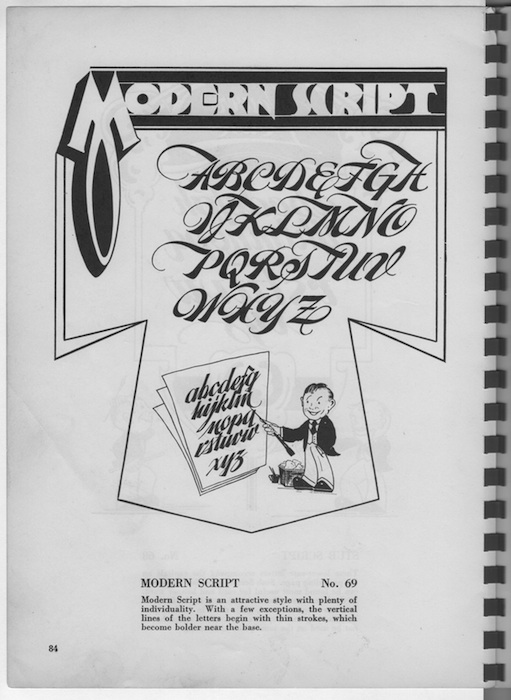 MODERN SCRIPT
ABCDEFGH
IJKLMNO
PQRSTUV
WXYZ
abcdefg
hijklm
nopq
rstuvw
xyz
MODERN SCRIPT No. 69
Modern Script is an attractive style with plenty of
individuality. With a few exceptions, the vertical
lines of the letters begin with thin strokes, which
become bolder near the base.
84